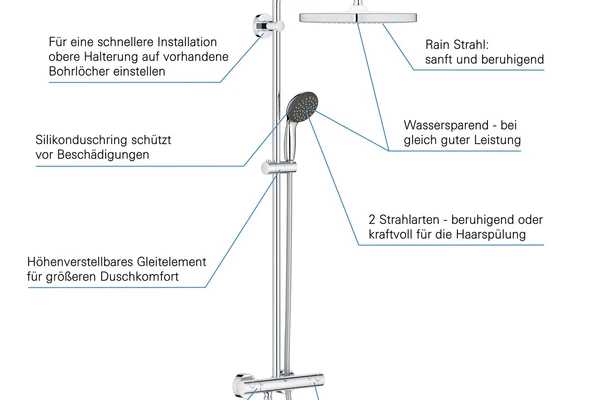 Für eine schnellere Installation
obere Halterung auf vorhandene
Bohrlöcher einstellen
Rain Strahl:
sanft und beruhigend
Silikonduschring schützt
vor Beschädigungen
Wassersparend - bei
gleich guter Leistung
2 Strahlarten - beruhigend oder
kraftvoll für die Haarspülung
Höhenverstellbares Gleitelement
für größeren Duschkomfort